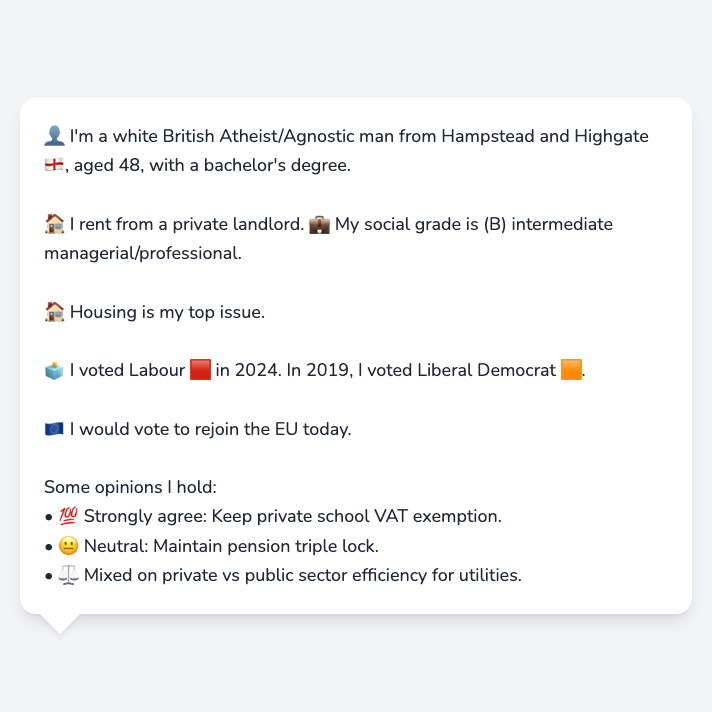 👤 I'm a white British Atheist/Agnostic man from Hampstead and Highgate
🏴󠁧󠁢󠁥󠁮󠁧󠁿, aged 48, with a bachelor's degree.
🏠 I rent from a private landlord. 💼 My social grade is (B) intermediate
managerial/professional.
🏠 Housing is my top issue.
🗳️ I voted Labour 🟥 in 2024. In 2019, I voted Liberal Democrat 🟧.
🇪🇺 I would vote to rejoin the EU today.
Some opinions I hold:
• 💯 Strongly agree: Keep private school VAT exemption.
• 😐 Neutral: Maintain pension triple lock.
• ⚖️ Mixed on private vs public sector efficiency for utilities.